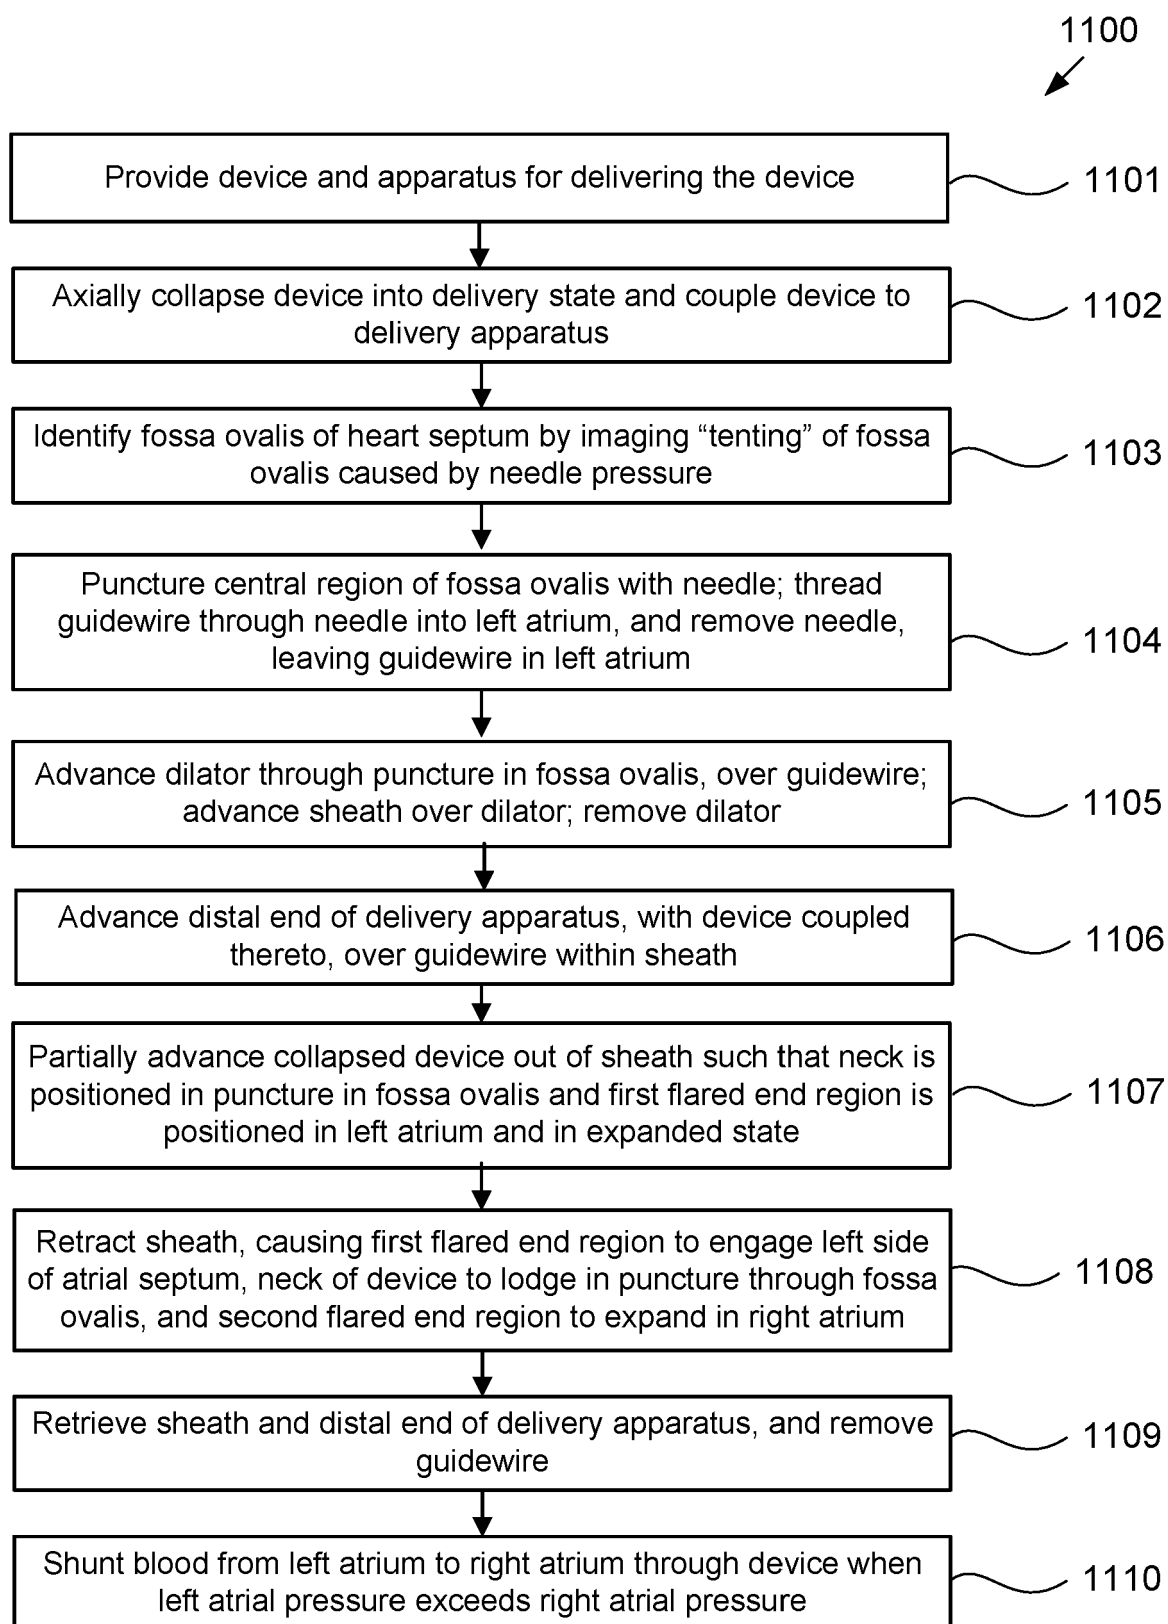 1100
Provide device and apparatus for delivering the device
1101
Axially collapse device into delivery state and couple device to
delivery apparatus
1102
Identify fossa ovalis of heart septum by imaging “tenting” of fossa
ovalis caused by needle pressure
1103
Puncture central region of fossa ovalis with needle; thread
guidewire through needle into left atrium, and remove needle,
leaving guidewire in left atrium
1104
Advance dilator through puncture in fossa ovalis, over guidewire;
advance sheath over dilator; remove dilator
1105
Advance distal end of delivery apparatus, with device coupled
thereto, over guidewire within sheath
1106
Partially advance collapsed device out of sheath such that neck is
positioned in puncture in fossa ovalis and first flared end region is
positioned in left atrium and in expanded state
1107
Retract sheath, causing first flared end region to engage left side
of atrial septum, neck of device to lodge in puncture through fossa
ovalis, and second flared end region to expand in right atrium
1108
Retrieve sheath and distal end of delivery apparatus, and remove
guidewire
1109
Shunt blood from left atrium to right atrium through device when
left atrial pressure exceeds right atrial pressure
1110